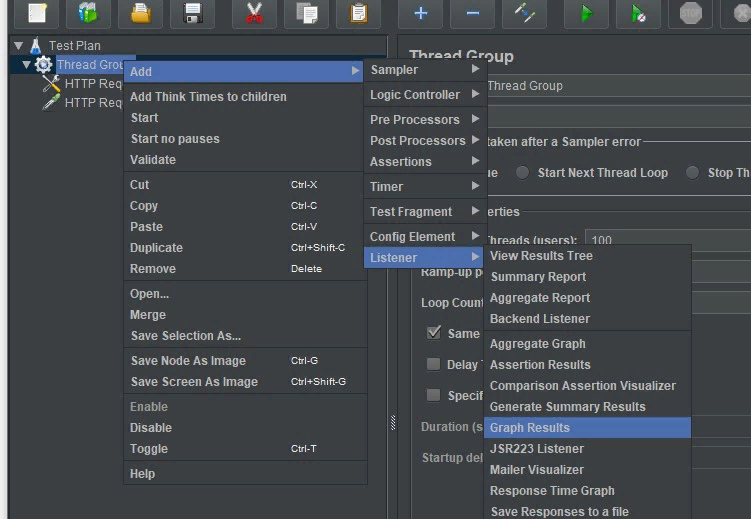 STOP
Test Plan
Thread Grou
HTTP Req
HTTP Req
Add
Add Think Times to children
Start
Start no pauses
Validate
Cut Ctrl-X
Copy Ctrl-C
Paste Ctrl-V
Duplicate Ctrl+Shift-C
Remove Delete
Open...
Merge
Save Selection As...
Save Node As Image Ctrl-G
Save Screen As Image Ctrl+Shift-G
Enable
Disable
Toggle Ctrl-T
Help
Sampler
Logic Controller
Pre Processors
Post Processors
Assertions
Timer
Test Fragment
Config Element
Listener
View Results Tree
Summary Report
Aggregate Report
Backend Listener
Aggregate Graph
Assertion Results
Comparison Assertion Visualizer
Generate Summary Results
Graph Results
JSR223 Listener
Mailer Visualizer
Response Time Graph
Save Responses to a file
Thread Group
Thread Group
taken after a Sampler error
ue Start Next Thread Loop Stop Th
erties
Threads (users): 100
Ramp-up p
Loop Count
Same
Delay T
Specif
Duration (s
Startup del